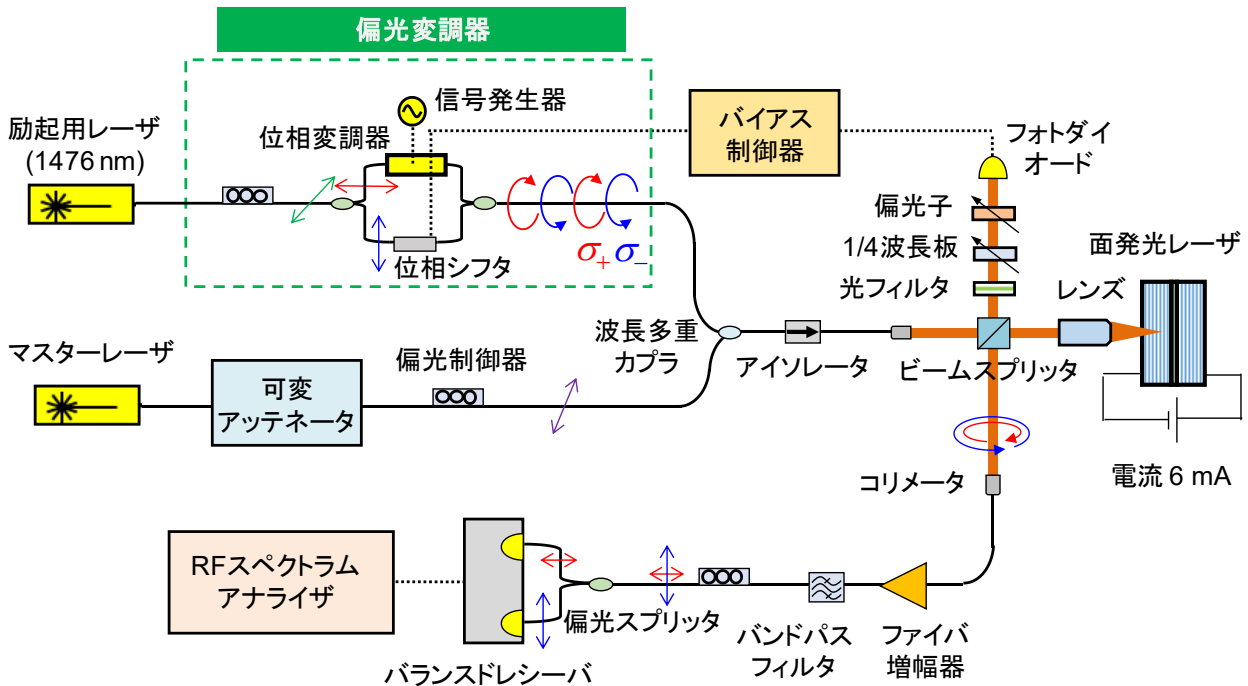 偏光変調器
励起用レーザ
(1476 nm)
信号発生器
位相変調器
位相シフタ
σ+ σ−
バイアス
制御器
フォトダイ
オード
偏光子
1/4波長板
光フィルタ
面発光レーザ
レンズ
マスターレーザ
可変
アッテネータ
偏光制御器
波長多重
カプラ
アイソレータ
ビームスプリッタ
コリメータ
電流 6 mA
RFスペクトラム
アナライザ
バランスドレシーバ
偏光スプリッタ
バンドパス
フィルタ
ファイバ
増幅器